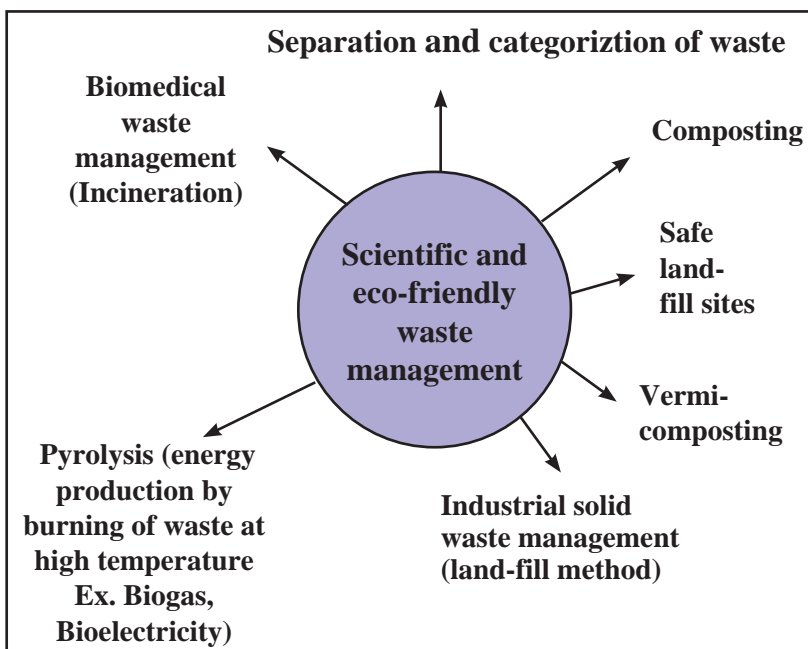 Separation and categoriztion of waste
Biomedical
waste
management
(Incineration)
Composting
Safe
land-
fill sites
Scientific and
eco-friendly
waste
management
Vermi-
composting
Pyrolysis (energy
production by
burning of waste at
high temperature
Ex. Biogas,
Bioelectricity)
Industrial solid
waste management
(land-fill method)